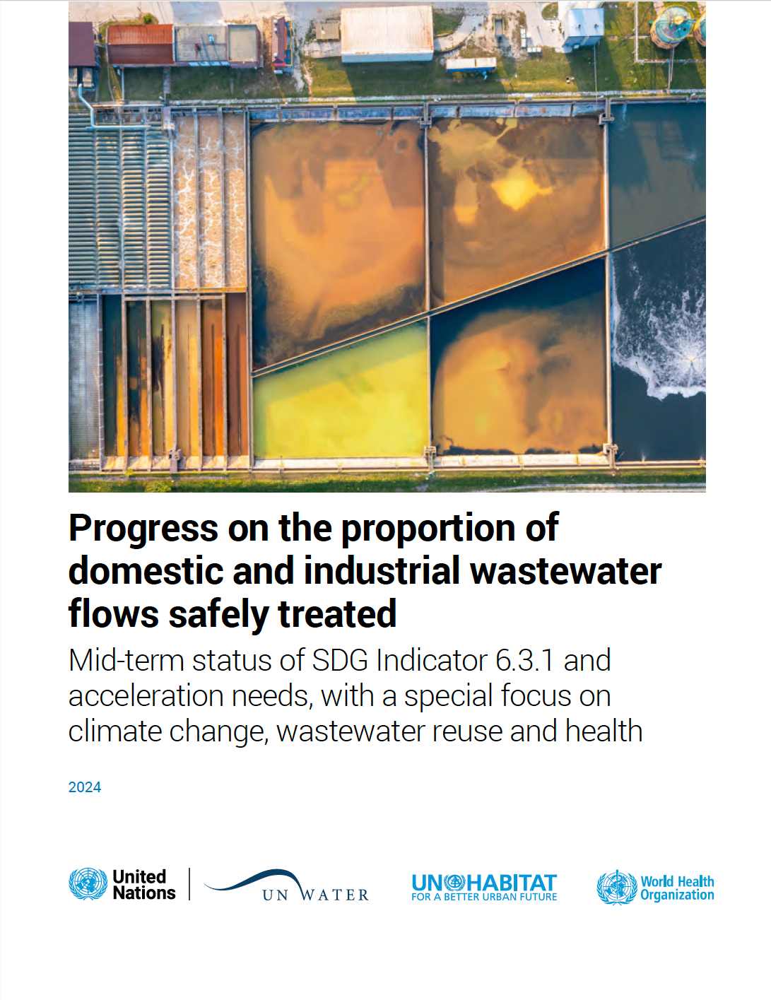 Progress on the proportion of
domestic and industrial wastewater
flows safely treated
Mid-term status of SDG Indicator 6.3.1 and
acceleration needs, with a special focus on
climate change, wastewater reuse and health
2024
United
Nations
UN WATER
UN HABITAT
FOR A BETTER URBAN FUTURE
World Health
Organization